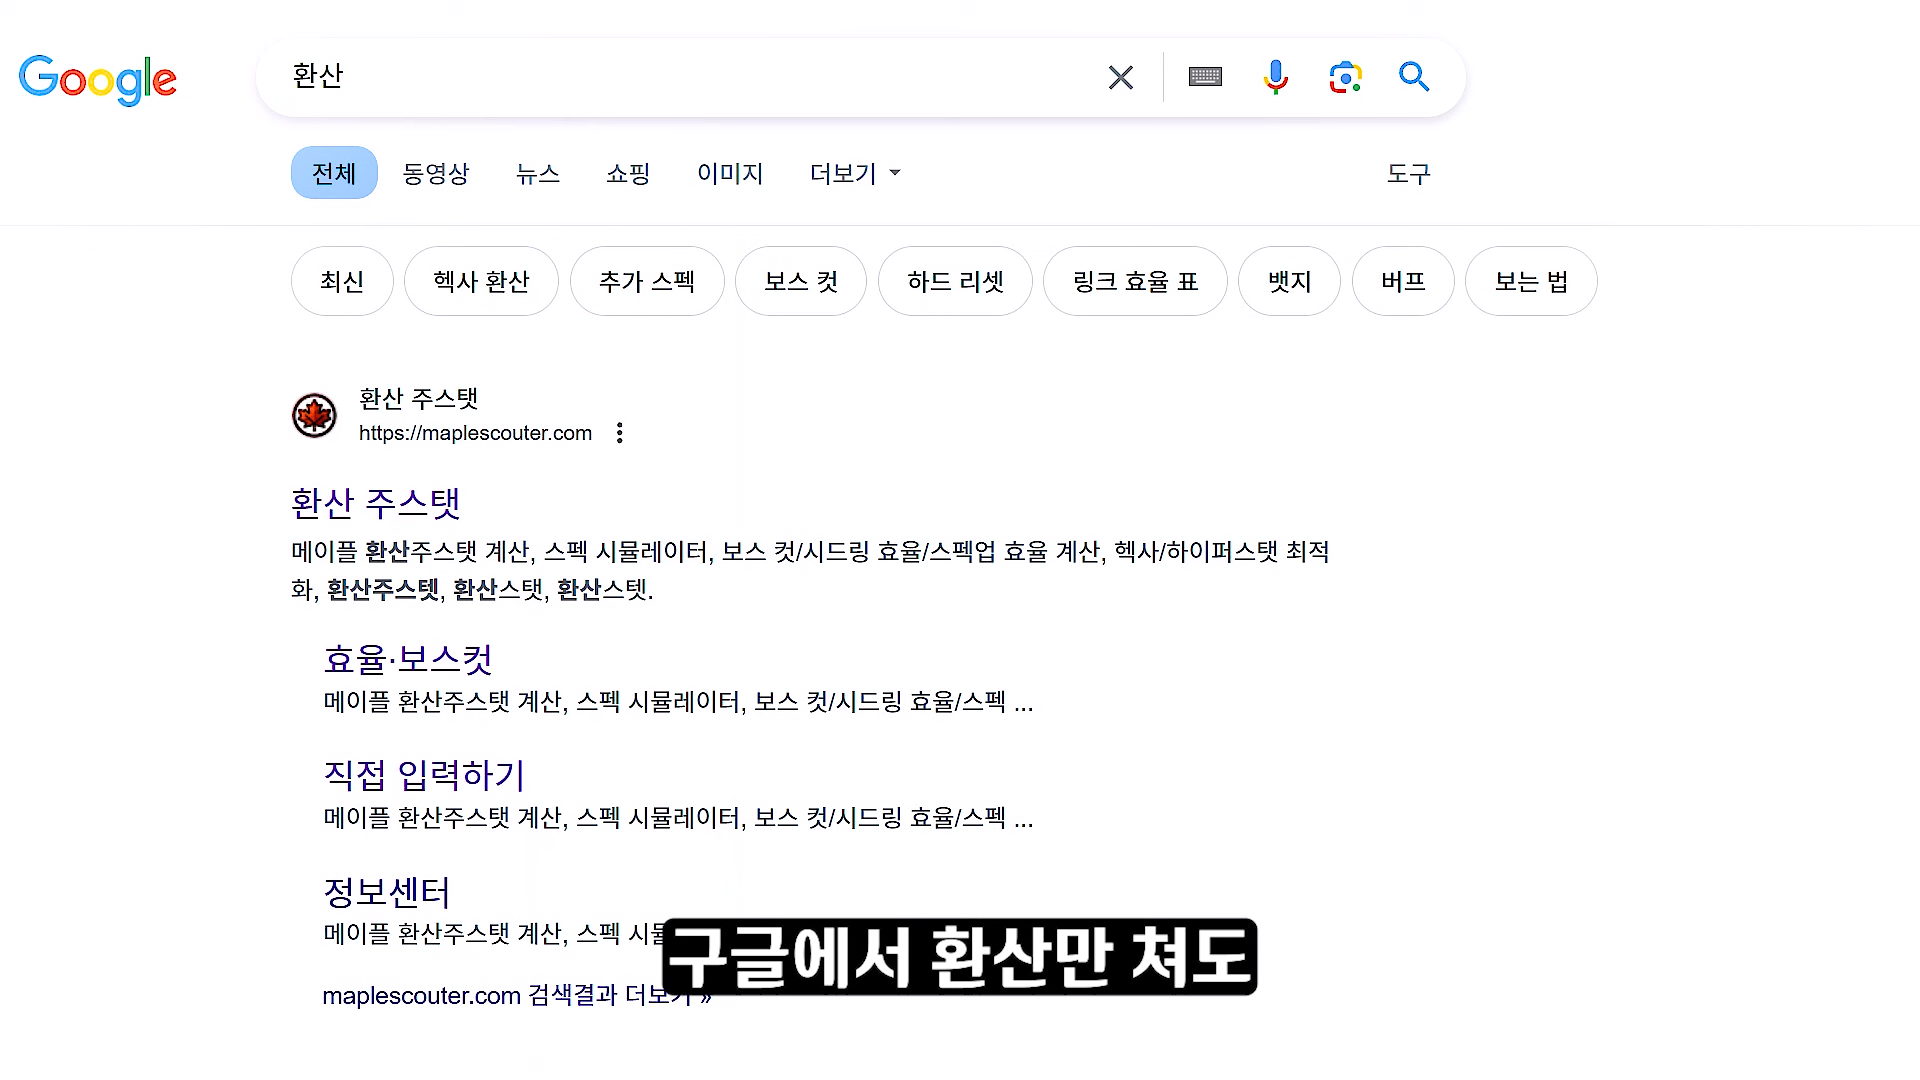 Google
환산
전체 동영상 뉴스 쇼핑 이미지 더보기 도구
최신 헥사 환산 추가 스펙 보스 컷 하드 리셋 링크 효율 표 뱃지 버프 보는 법
환산 주스탯
https://maplescouter.com
환산 주스탯
메이플 환산주스탯 계산, 스펙 시뮬레이터, 보스 컷/시드링 효율/스펙업 효율 계산, 헥사/하이퍼스탯 최적
화, 환산주스텟, 환산스탯, 환산스텟.
효율·보스컷
메이플 환산주스탯 계산, 스펙 시뮬레이터, 보스 컷/시드링 효율/스펙 ...
직접 입력하기
메이플 환산주스탯 계산, 스펙 시뮬레이터, 보스 컷/시드링 효율/스펙 ...
정보센터
메이플 환산주스탯 계산, 스펙
구글에서 환산만 쳐도
maplescouter.com 검색결과 더보기 »